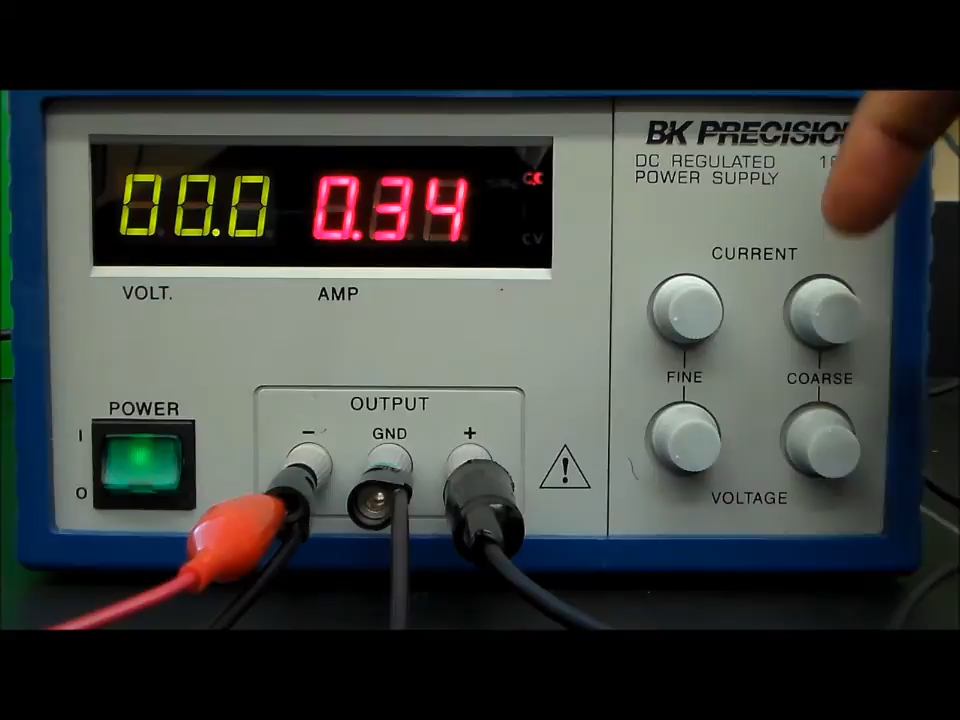 BK PRECISION
DC REGULATED
POWER SUPPLY
00.0 0.34
CC
CV
VOLT. AMP
CURRENT
FINE COARSE
VOLTAGE
POWER
I
O
OUTPUT
− GND +
!